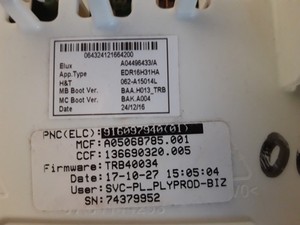 064324121664200
Elux A04496433/A
App.Type EDR16H31HA
H&T 062-A15014L
MB Boot Ver. BAA.H013_TRB
MC Boot Ver. BAK.A004
Date 24/12/16
PNC(ELC): 916097940(01)
MCF: A05068785.001
CCF: 136690320.005
Firmware: TRB40034
Date: 17-10-27 15:05:04
User: SVC-PL_PLYPROD-BIZ
SN: 74379952